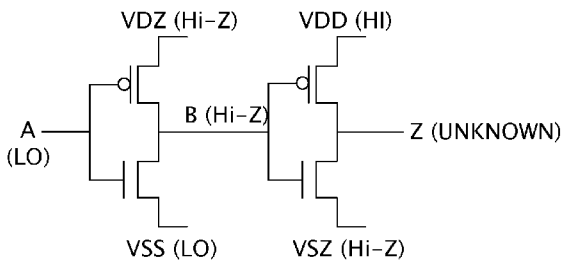 VDZ (Hi-Z)
VDD (HI)
A
(LO)
B (Hi-Z)
Z (UNKNOWN)
VSS (LO)
VSZ (Hi-Z)